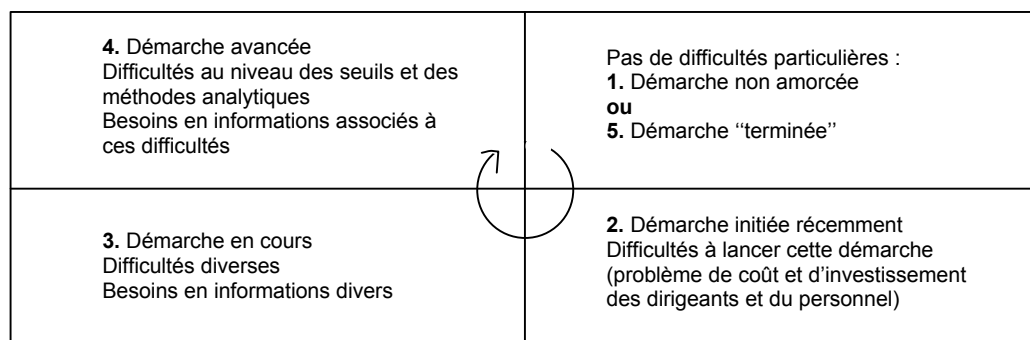 4. Démarche avancée
Difficultés au niveau des seuils et des
méthodes analytiques
Besoins en informations associés à
ces difficultés
Pas de difficultés particulières :
1. Démarche non amorcée
ou
5. Démarche ‘‘terminée’’
3. Démarche en cours
Difficultés diverses
Besoins en informations divers
2. Démarche initiée récemment
Difficultés à lancer cette démarche
(problème de coût et d’investissement
des dirigeants et du personnel)